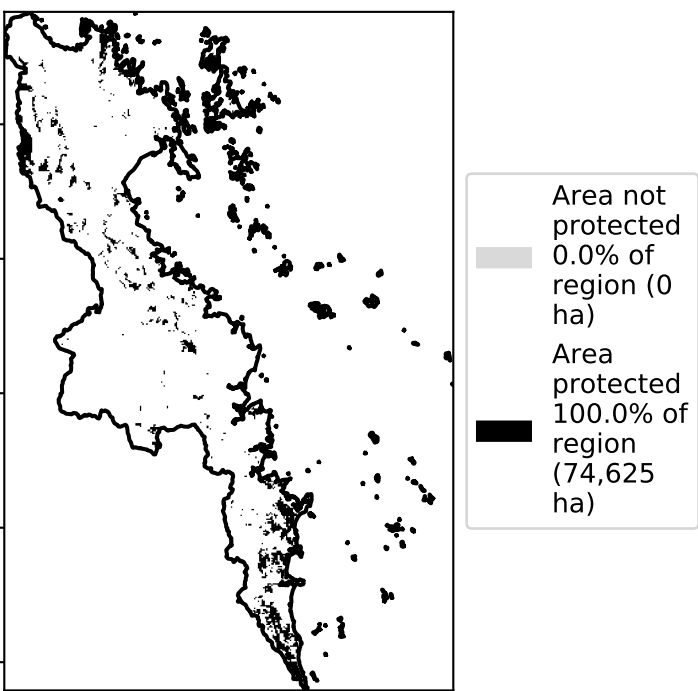 Area not
protected
0.0% of
region (0
ha)
Area
protected
100.0% of
region
(74,625
ha)